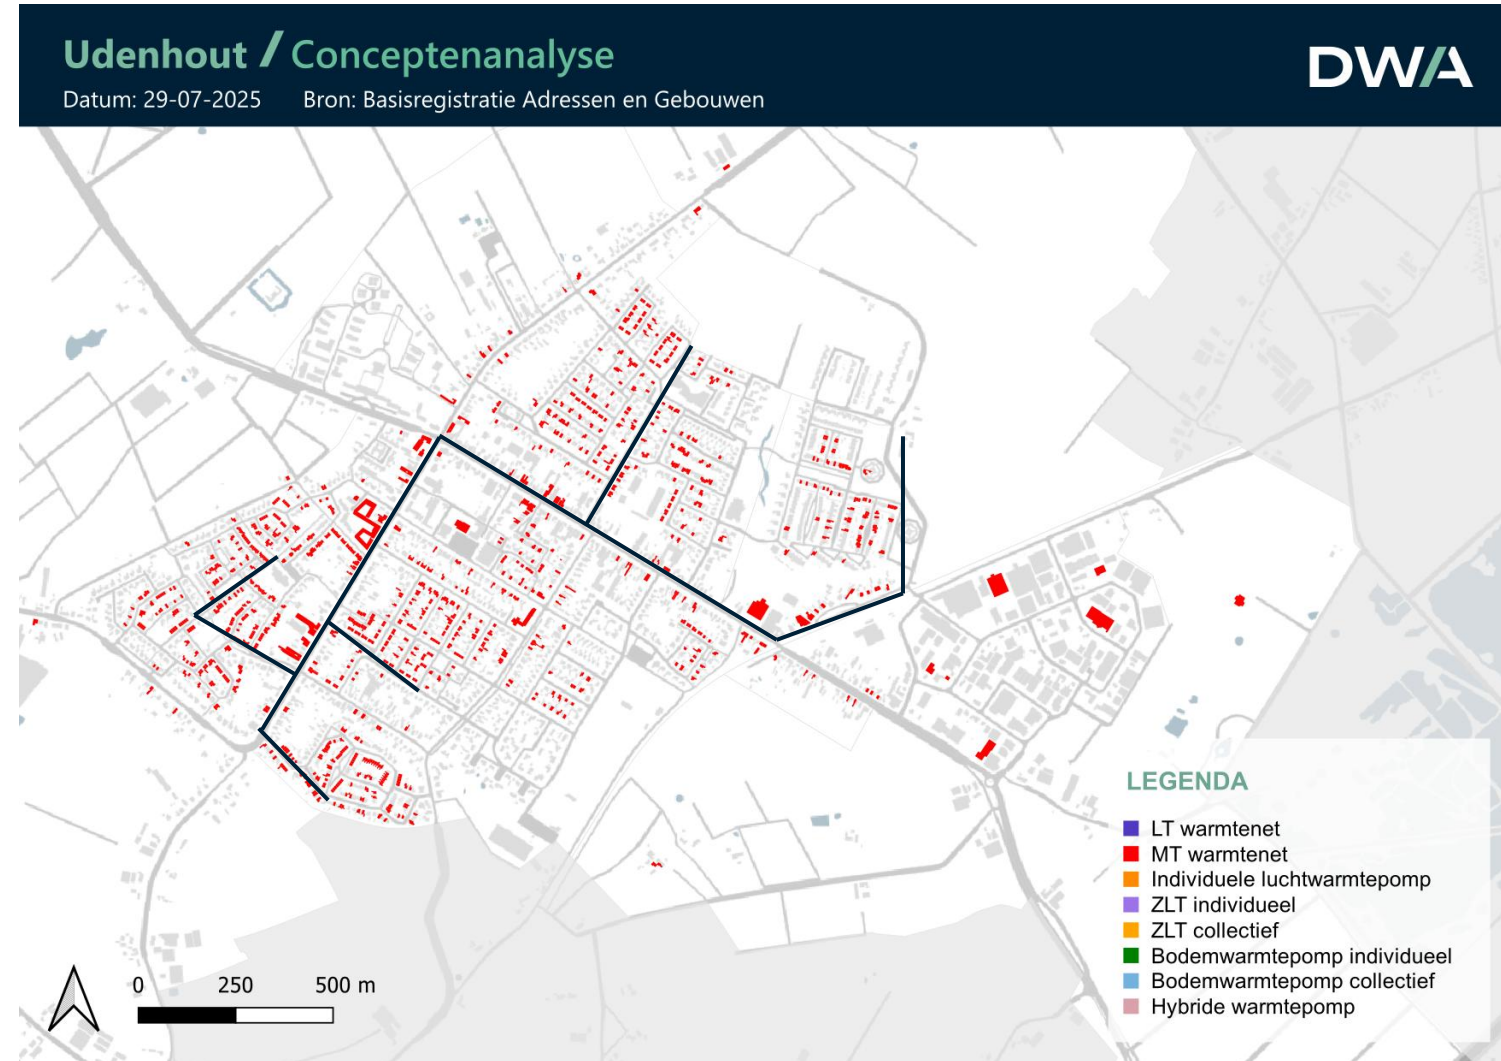 Udenhout / Conceptenanalyse
Datum: 29-07-2025 Bron: Basisregistratie Adressen en Gebouwen
DWA
LEGENDA
LT warmtenet
MT warmtenet
Individuele luchtwarmtepomp
ZLT individueel
ZLT collectief
Bodemwarmtepomp individueel
Bodemwarmtepomp collectief
Hybride warmtepomp
0 250 500 m